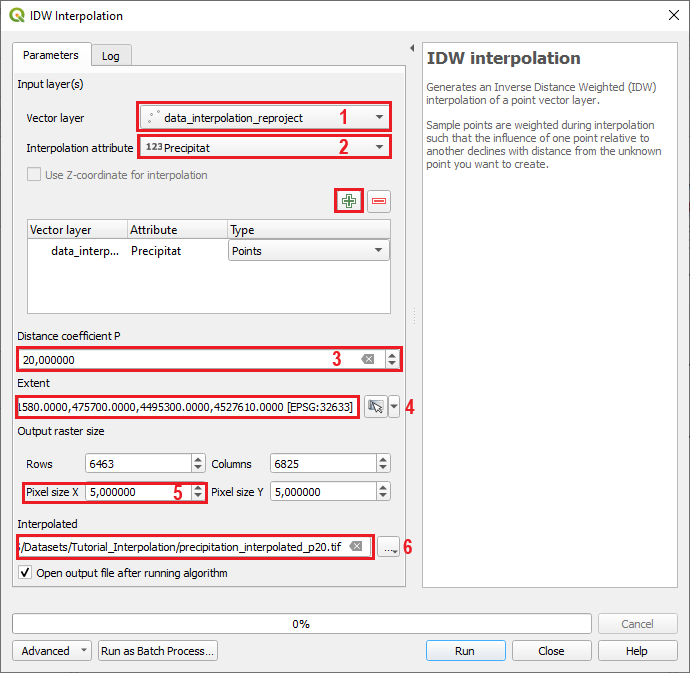 IDW Interpolation
Parameters
Log
Input layer(s)
Vector layer
data_interpolation_reproject
1
Interpolation attribute
123 Precipitat
2
Use Z-coordinate for interpolation
Vector layer Attribute Type
data_interp... Precipitat Points
Distance coefficient P
20,000000
3
Extent
1580.0000,475700.0000,4495300.0000,4527610.0000 [EPSG:32633]
4
Output raster size
Rows 6463 Columns 6825
Pixel size X 5,000000 5 Pixel size Y 5,000000
Interpolated
/Datasets/Tutorial_Interpolation/precipitation_interpolated_p20.tif
...
6
Open output file after running algorithm
IDW interpolation
Generates an Inverse Distance Weighted (IDW)
interpolation of a point vector layer.
Sample points are weighted during interpolation
such that the influence of one point relative to
another declines with distance from the unknown
point you want to create.
0%
Cancel
Advanced
Run as Batch Process...
Run
Close
Help